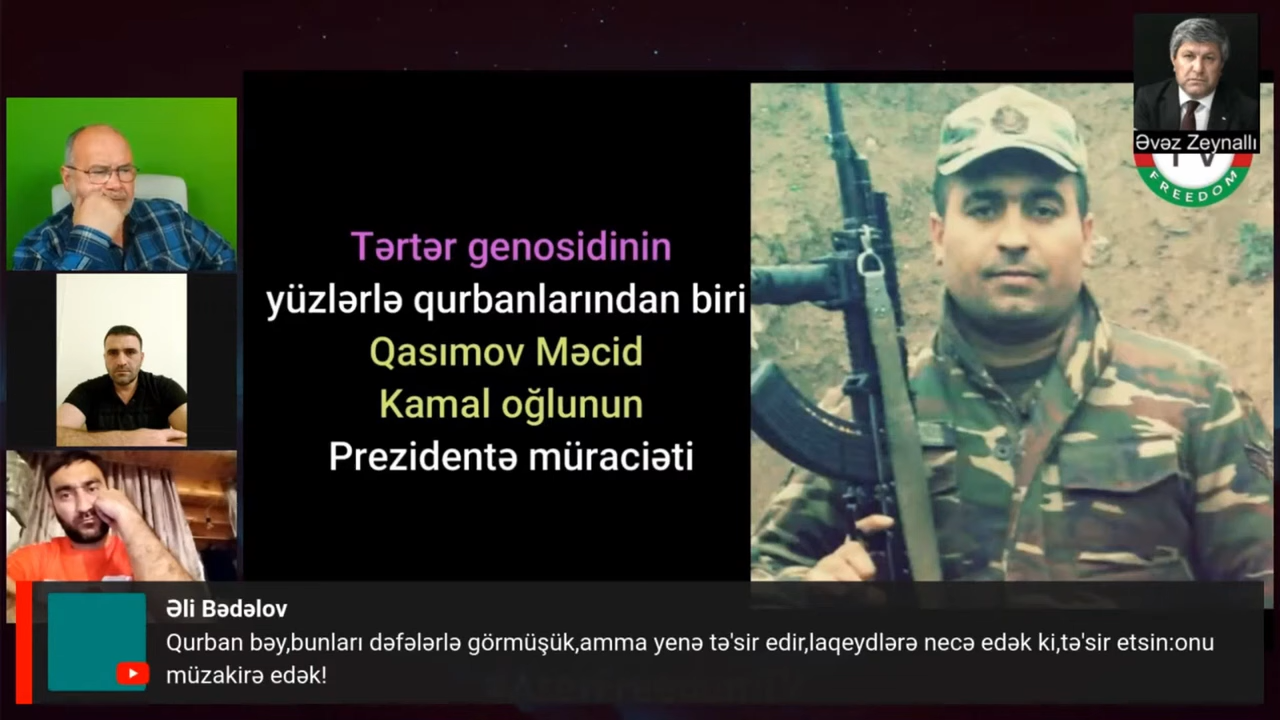 Əvəz Zeynallı
TV
FREEDOM
Tərtər genosidinin
yüzlərlə qurbanlarından biri
Qasımov Məcid
Kamal oğlunun
Prezidentə müraciəti
Əli Bədəlov
Qurban bəy,bunları dəfələrlə görmüşük,amma yenə tə'sir edir,laqeydlərə necə edək ki,tə'sir etsin:onu
müzakirə edək!